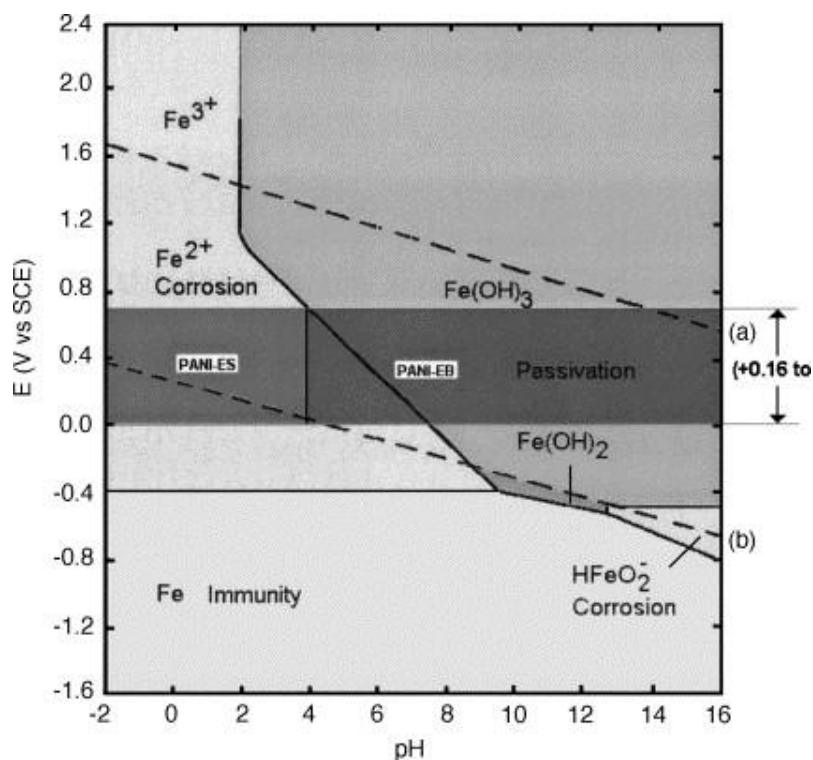 2.4
2.0
1.6
1.2
0.8
0.4
0.0
-0.4
-0.8
-1.2
-1.6
E (V vs SCE)
Fe³⁺
Fe²⁺
Corrosion
Fe(OH)₃
PANI-ES
PANI-EB
Passivation
(a)
(+0.16 to
Fe(OH)₂
(b)
HFeO₂⁻
Corrosion
Fe Immunity
-2 0 2 4 6 8 10 12 14 16
pH